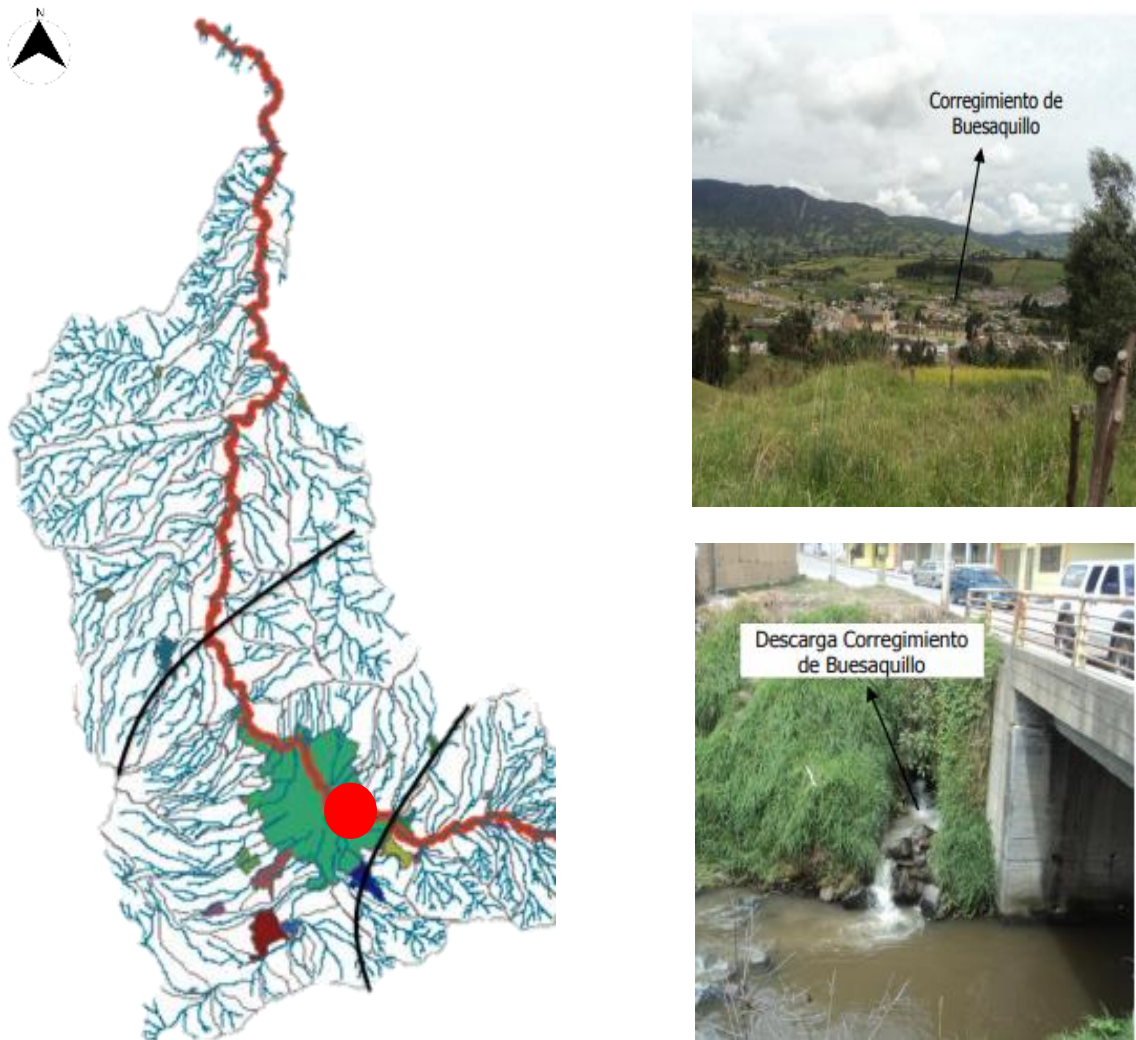 N
Corregimiento de
Buesaquillo
Descarga Corregimiento
de Buesaquillo